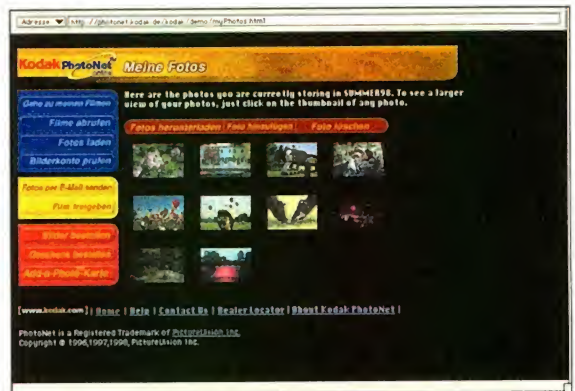 Adresse http://photonet.kodak.de/kodak/demo/myPhotos.html
Kodak PhotoNet
online
Meine Fotos
Here are the photos you are currently storing in SUMMER98. To see a larger
view of your photos, just click on the thumbnail of any photo.
Gehe zu meinen Filmen
Filme abrufen
Fotos laden
Bilderkonto prüfen
Fotos herunterladen Foto hinzufügen Foto löschen
Fotos per E-Mail senden
Film freigeben
Bilder bestellen
Geschenk bestellen
Add-a-Photo-Karte
[www.kodak.com] | Home | Help | Contact Us | Dealer Locator | About Kodak PhotoNet |
PhotoNet is a Registered Trademark of PictureVision Inc.
Copyright © 1996,1997,1998, PictureVision Inc.